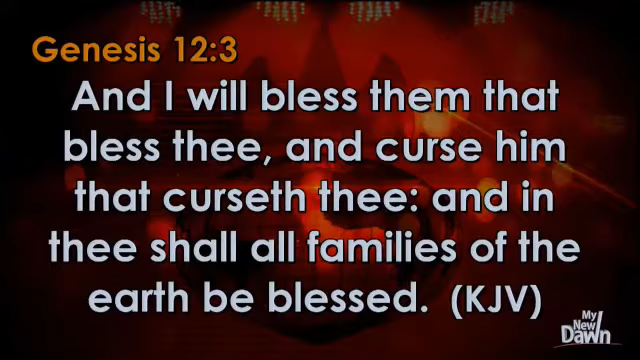 Genesis 12:3
And I will bless them that
bless thee, and curse him
that curseth thee: and in
thee shall all families of the
earth be blessed. (KJV)
My
New
Dawn